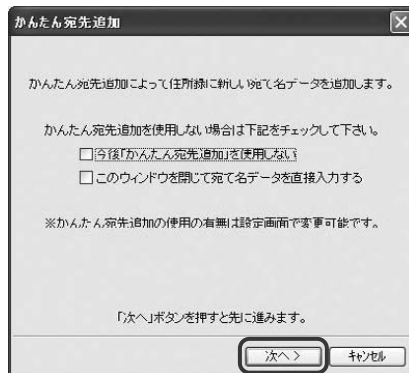 かんたん宛先追加
かんたん宛先追加によって住所録に新しい宛て名データを追加します。
かんたん宛先追加を使用しない場合は下記をチェックして下さい。
今後「かんたん宛先追加」を使用しない
このウィンドウを閉じて宛て名データを直接入力する
※かんたん宛先追加の使用の有無は設定画面で変更可能です。
「次へ」ボタンを押すと先に進みます。
次へ > キャンセル